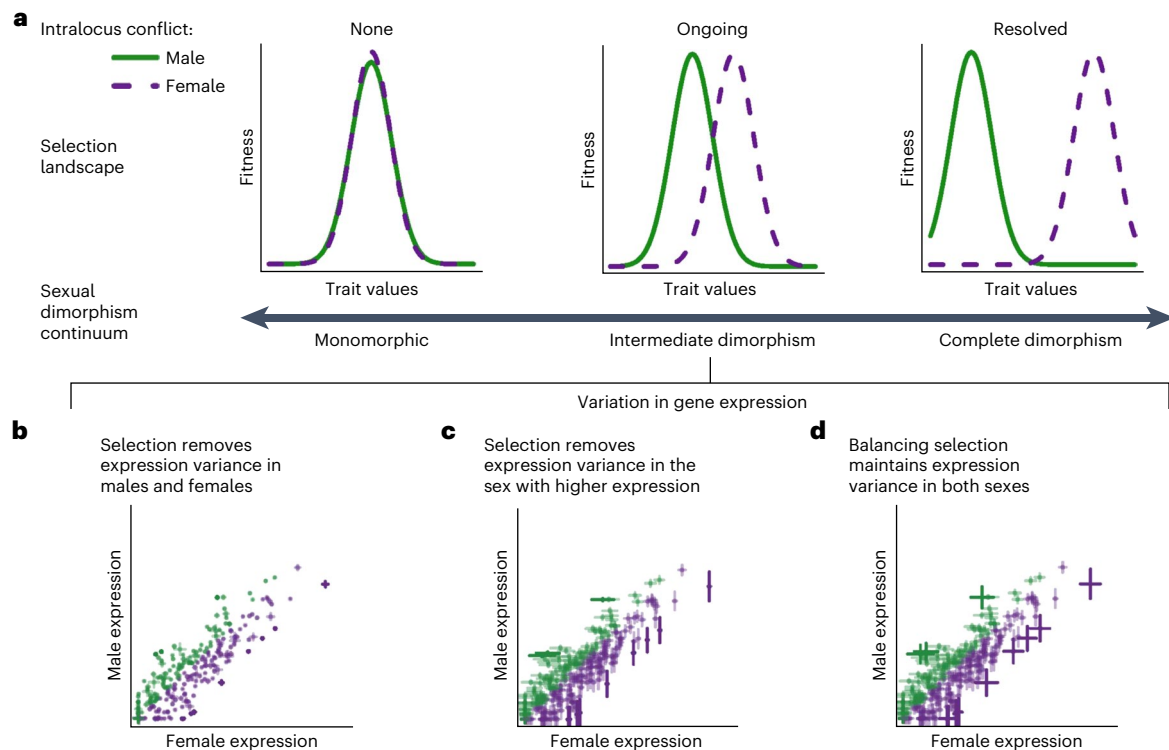 a
Intralocus conflict:
Male
Female
None
Ongoing
Resolved
Selection
landscape
Fitness
Fitness
Fitness
Trait values
Trait values
Trait values
Sexual
dimorphism
continuum
Monomorphic
Intermediate dimorphism
Complete dimorphism
Variation in gene expression
b
Selection removes
expression variance in
males and females
Male expression
Female expression
c
Selection removes
expression variance in the
sex with higher expression
Male expression
Female expression
d
Balancing selection
maintains expression
variance in both sexes
Male expression
Female expression